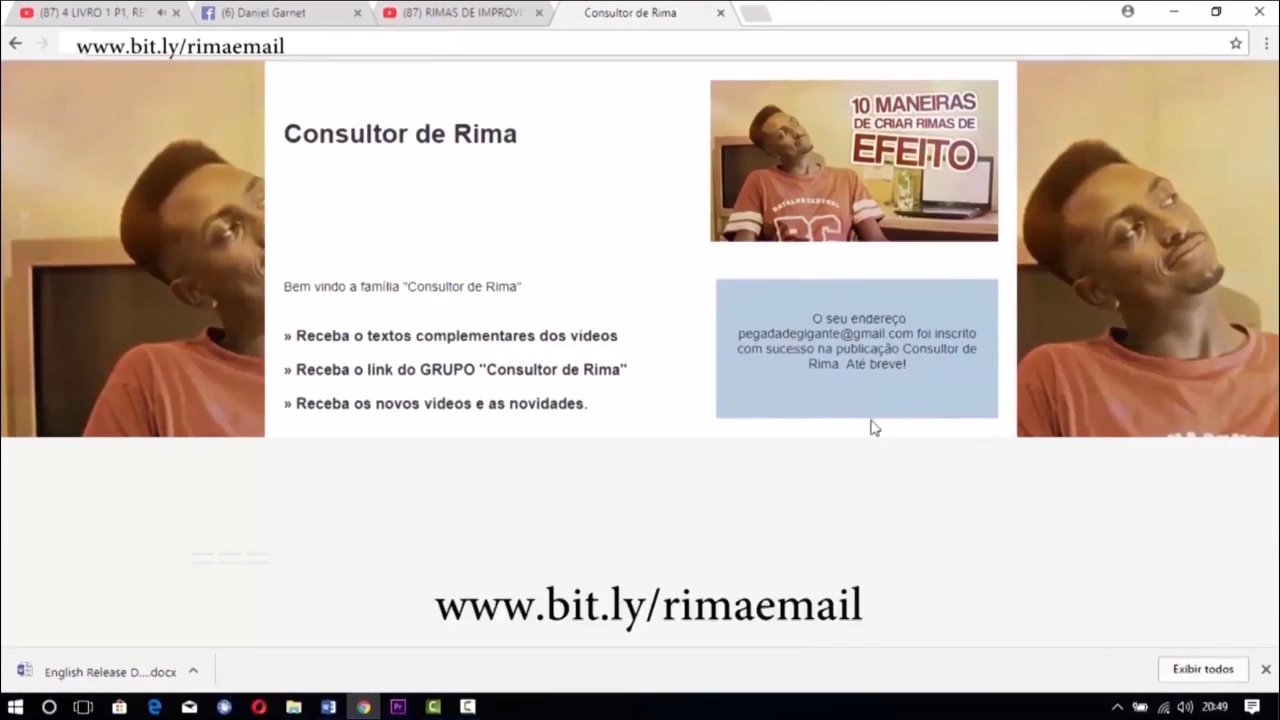 (87) 4 LIVRO 1 P1, RE
(6) Daniel Garnet
(87) RIMAS DE IMPROVI
Consultor de Rima
www.bit.ly/rimaemail
Consultor de Rima
10 MANEIRAS
DE CRIAR RIMAS DE
EFEITO
BATALHA CENTRAL
BC
Bem vindo a família "Consultor de Rima"
» Receba o textos complementares dos videos
» Receba o link do GRUPO "Consultor de Rima"
» Receba os novos vídeos e as novidades.
O seu endereço
pegadadegigante@gmail.com foi inscrito
com sucesso na publicação Consultor de
Rima. Até breve!
www.bit.ly/rimaemail
English Release D....docx
Exibir todos
Pr
20:49